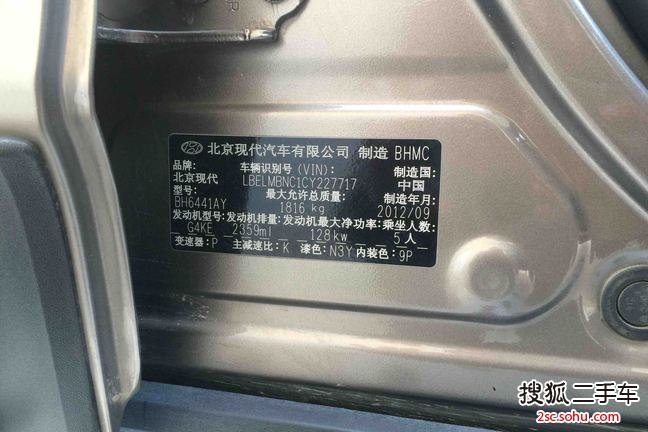 北京现代汽车有限公司 制造 BHMC
品牌: 车辆识别号(VIN): 制造国:
北京现代 LBELMBNC1CY227717 中国
型号: 最大允许总质量: 制造年月:
BH6441AY 1816 kg 2012/09
发动机型号: 发动机排量: 发动机最大净功率: 乘坐人数:
G4KE 2359ml 128kw 5人
变速器: P 主减速比: K 漆色: N3Y 内装色: 9P
搜狐二手车
2sc.sohu.com